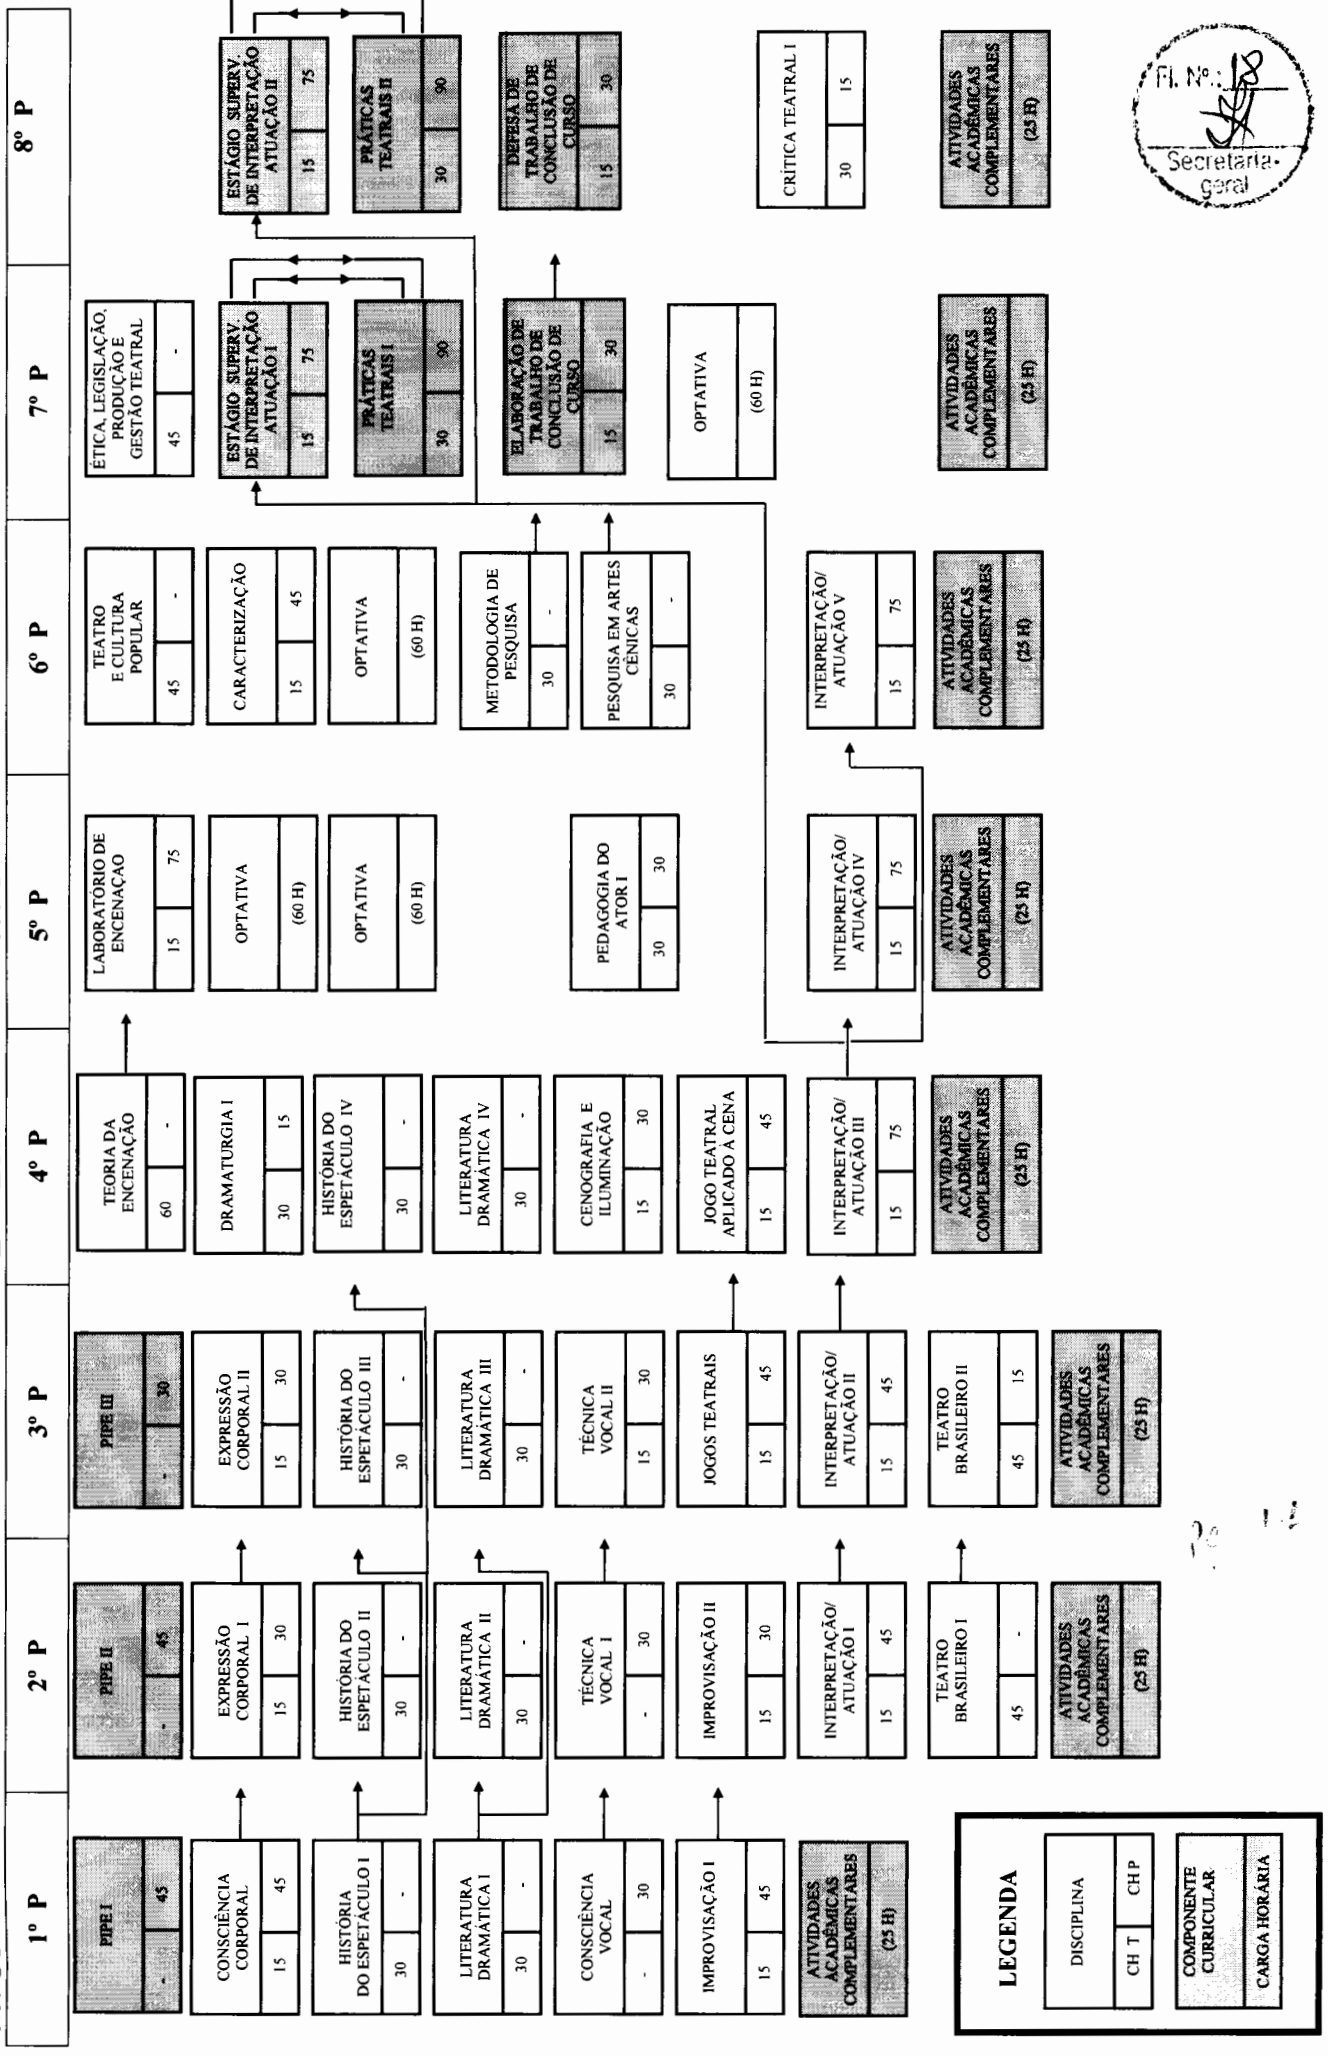 1º P
2º P
3º P
4º P
5º P
6º P
7º P
8º P
PIPE I
- 45
CONSCIÊNCIA
CORPORAL
15 45
HISTÓRIA
DO ESPETÁCULO I
30 -
LITERATURA
DRAMÁTICA I
30 -
CONSCIÊNCIA
VOCAL
- 30
IMPROVISAÇÃO I
15 45
ATIVIDADES
ACADÊMICAS
COMPLEMENTARES
(25 H)
PIPE II
- 45
EXPRESSÃO
CORPORAL I
15 30
HISTÓRIA DO
ESPETÁCULO II
30 -
LITERATURA
DRAMÁTICA II
30 -
TÉCNICA
VOCAL I
- 30
IMPROVISAÇÃO II
15 30
INTERPRETAÇÃO/
ATUAÇÃO I
15 45
TEATRO
BRASILEIRO I
45 -
ATIVIDADES
ACADÊMICAS
COMPLEMENTARES
(25 H)
PIPE III
- 30
EXPRESSÃO
CORPORAL II
15 30
HISTÓRIA DO
ESPETÁCULO III
30 -
LITERATURA
DRAMÁTICA III
30 -
TÉCNICA
VOCAL II
15 30
JOGOS TEATRAIS
15 45
INTERPRETAÇÃO/
ATUAÇÃO II
15 45
TEATRO
BRASILEIRO II
45 15
ATIVIDADES
ACADÊMICAS
COMPLEMENTARES
(25 H)
TEORIA DA
ENCENAÇÃO
60 -
DRAMATURGIA I
30 15
HISTÓRIA DO
ESPETÁCULO IV
30 -
LITERATURA
DRAMÁTICA IV
30 -
CENOGRAFIA E
ILUMINAÇÃO
15 30
JOGO TEATRAL
APLICADO À CENA
15 45
INTERPRETAÇÃO/
ATUAÇÃO III
15 75
ATIVIDADES
ACADÊMICAS
COMPLEMENTARES
(25 H)
LABORATÓRIO DE
ENCENAÇAO
15 75
OPTATIVA
(60 H)
OPTATIVA
(60 H)
PEDAGOGIA DO
ATOR I
30 30
INTERPRETAÇÃO/
ATUAÇÃO IV
15 75
ATIVIDADES
ACADÊMICAS
COMPLEMENTARES
(25 H)
TEATRO
E CULTURA
POPULAR
45 -
CARACTERIZAÇÃO
15 45
OPTATIVA
(60 H)
METODOLOGIA DE
PESQUISA
30 -
PESQUISA EM ARTES
CÊNICAS
30 -
INTERPRETAÇÃO/
ATUAÇÃO V
15 75
ATIVIDADES
ACADÊMICAS
COMPLEMENTARES
(25 H)
ÉTICA, LEGISLAÇÃO,
PRODUÇÃO E
GESTÃO TEATRAL
45 -
ESTÁGIO SUPERV.
DE INTERPRETAÇÃO
ATUAÇÃO I
15 75
PRÁTICAS
TEATRAIS I
30 90
ELABORAÇÃO DE
TRABALHO DE
CONCLUSÃO DE
CURSO
15 30
OPTATIVA
(60 H)
ATIVIDADES
ACADÊMICAS
COMPLEMENTARES
(25 H)
ESTÁGIO SUPERV.
DE INTERPRETAÇÃO
ATUAÇÃO II
15 75
PRÁTICAS
TEATRAIS II
30 90
DEFESA DE
TRABALHO DE
CONCLUSÃO DE
CURSO
15 30
CRÍTICA TEATRAL I
30 15
ATIVIDADES
ACADÊMICAS
COMPLEMENTARES
(25 H)
LEGENDA
DISCIPLINA
CH T CH P
COMPONENTE
CURRICULAR
CARGA HORÁRIA
Fl. Nº.:
Secretaria-
geral